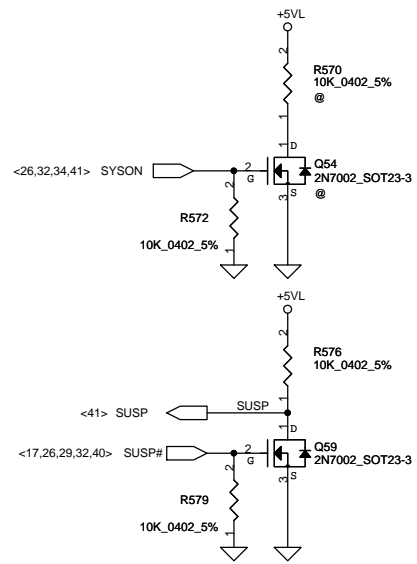 +5VL
2
R570
10K_0402_5%
@
1
1
D
<26,32,34,41> SYSON
2
G
Q54
2N7002_SOT23-3
@
2
3
S
R572
10K_0402_5%
1
+5VL
2
R576
10K_0402_5%
1
<41> SUSP
SUSP
1
D
<17,26,29,32,40> SUSP#
2
G
Q59
2N7002_SOT23-3
2
3
S
R579
10K_0402_5%
1